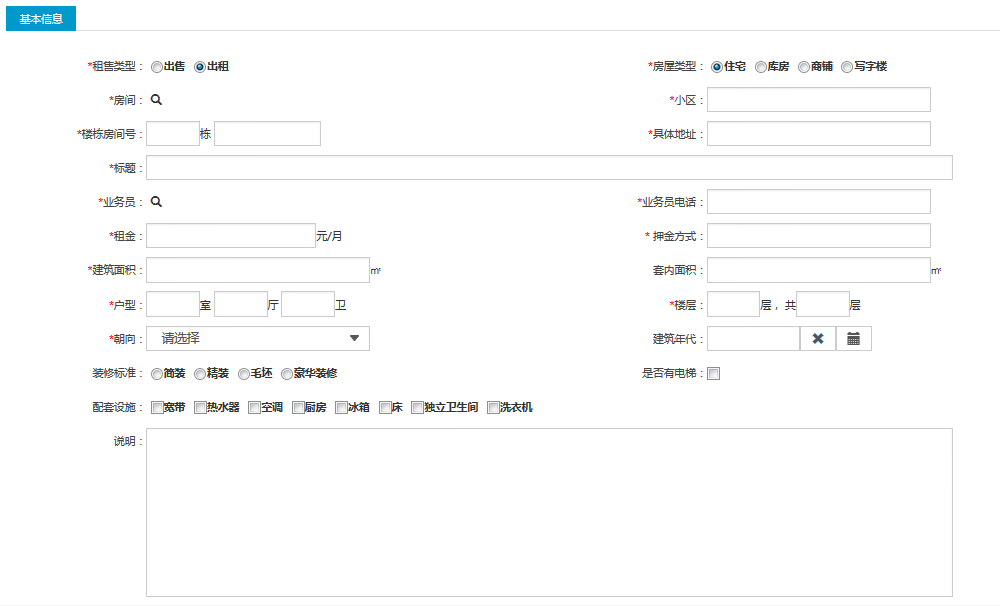 基本信息
*租售类型： 出售 出租 *房屋类型： 住宅 库房 商铺 写字楼
*房间： *小区：
*楼栋房间号： 栋 *具体地址：
*标题：
*业务员： *业务员电话：
*租金： 元/月 * 押金方式：
*建筑面积： ㎡ 套内面积： ㎡
*户型： 室 厅 卫 *楼层： 层，共 层
*朝向： 请选择 建筑年代：
装修标准： 简装 精装 毛坯 豪华装修 是否有电梯：
配套设施： 宽带 热水器 空调 厨房 冰箱 床 独立卫生间 洗衣机
说明：